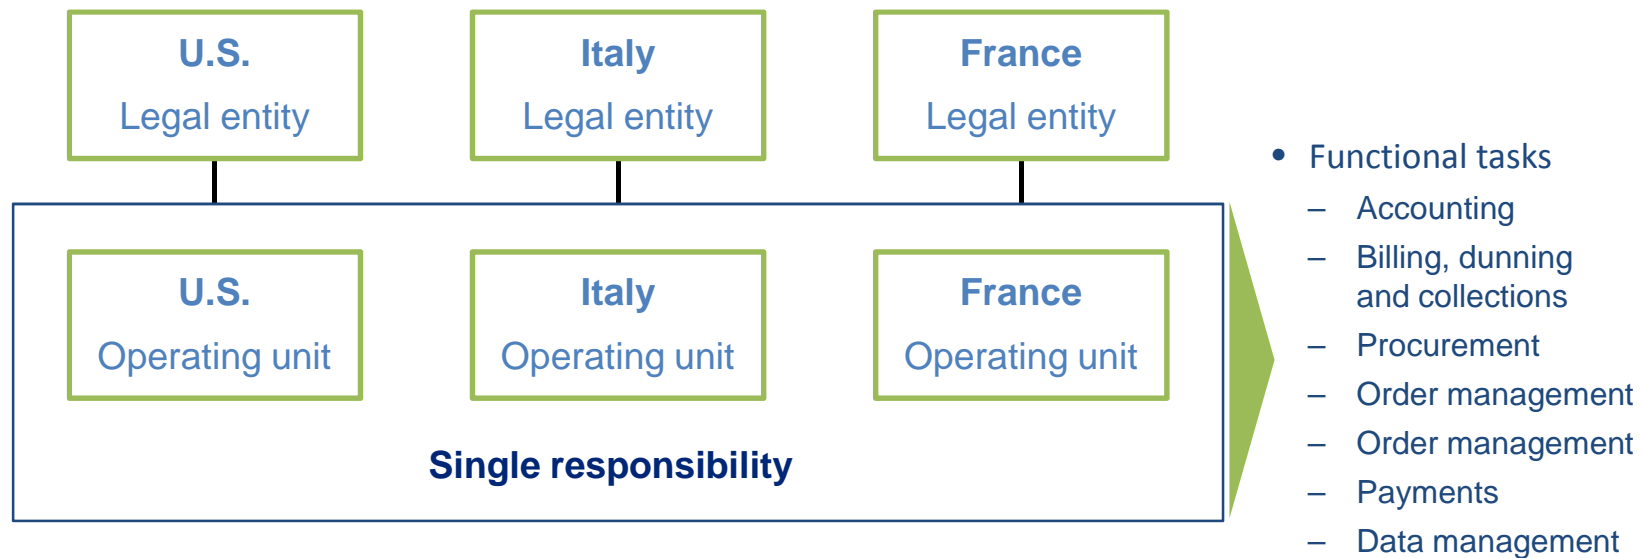 U.S.
Legal entity
Italy
Legal entity
France
Legal entity
U.S.
Operating unit
Italy
Operating unit
France
Operating unit
Single responsibility
• Functional tasks
– Accounting
– Billing, dunning
and collections
– Procurement
– Order management
– Order management
– Payments
– Data management